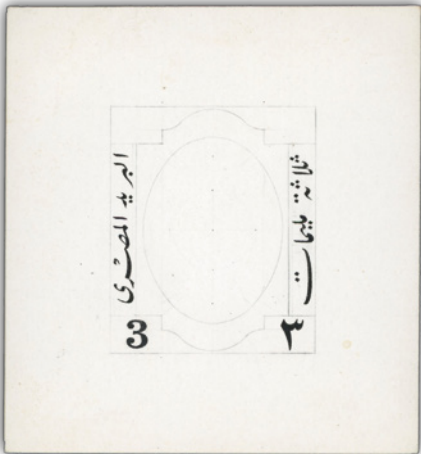 البريد المصرى
ثلاثة مليمات
3
٣